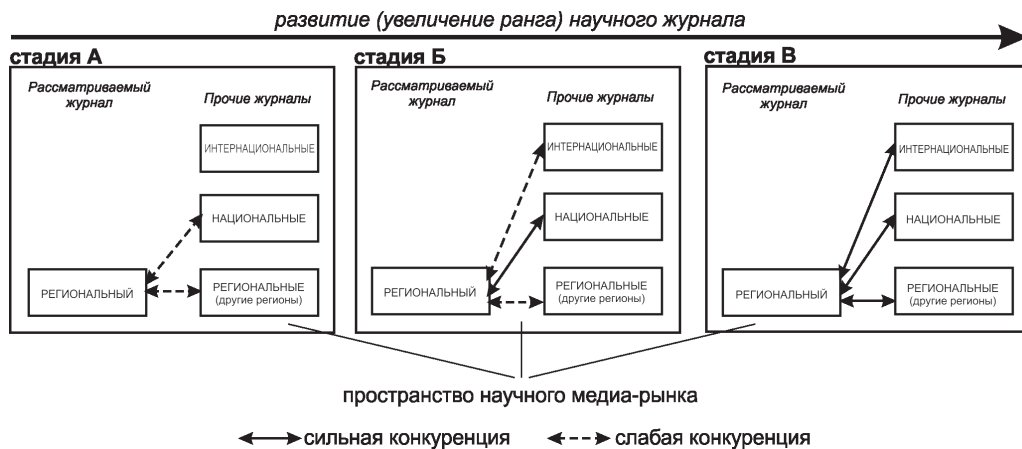 развитие (увеличение ранга) научного журнала
стадия А
Рассматриваемый
журнал
Прочие журналы
ИНТЕРНАЦИОНАЛЬНЫЕ
НАЦИОНАЛЬНЫЕ
РЕГИОНАЛЬНЫЙ
РЕГИОНАЛЬНЫЕ
(другие регионы)
стадия Б
Рассматриваемый
журнал
Прочие журналы
ИНТЕРНАЦИОНАЛЬНЫЕ
НАЦИОНАЛЬНЫЕ
РЕГИОНАЛЬНЫЙ
РЕГИОНАЛЬНЫЕ
(другие регионы)
стадия В
Рассматриваемый
журнал
Прочие журналы
ИНТЕРНАЦИОНАЛЬНЫЕ
НАЦИОНАЛЬНЫЕ
РЕГИОНАЛЬНЫЙ
РЕГИОНАЛЬНЫЕ
(другие регионы)
пространство научного медиа-рынка
сильная конкуренция
слабая конкуренция